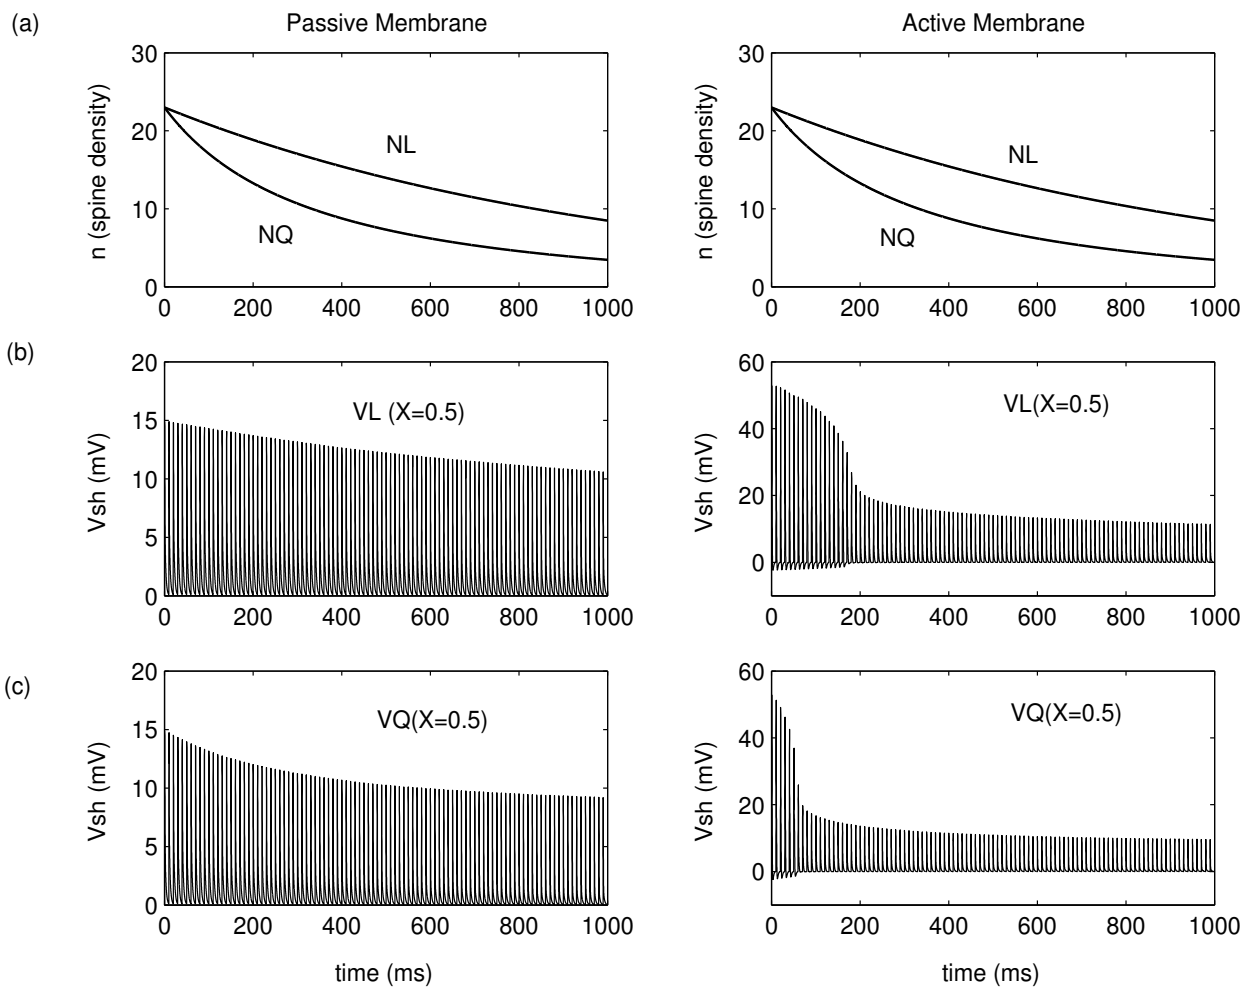 (a)
Passive Membrane
Active Membrane
n (spine density)
30
20
10
0
NL
NQ
0 200 400 600 800 1000
n (spine density)
30
20
10
0
NL
NQ
0 200 400 600 800 1000
(b)
Vsh (mV)
20
15
10
5
0
VL (X=0.5)
0 200 400 600 800 1000
Vsh (mV)
60
40
20
0
VL(X=0.5)
0 200 400 600 800 1000
(c)
Vsh (mV)
20
15
10
5
0
VQ(X=0.5)
0 200 400 600 800 1000
time (ms)
Vsh (mV)
60
40
20
0
VQ(X=0.5)
0 200 400 600 800 1000
time (ms)